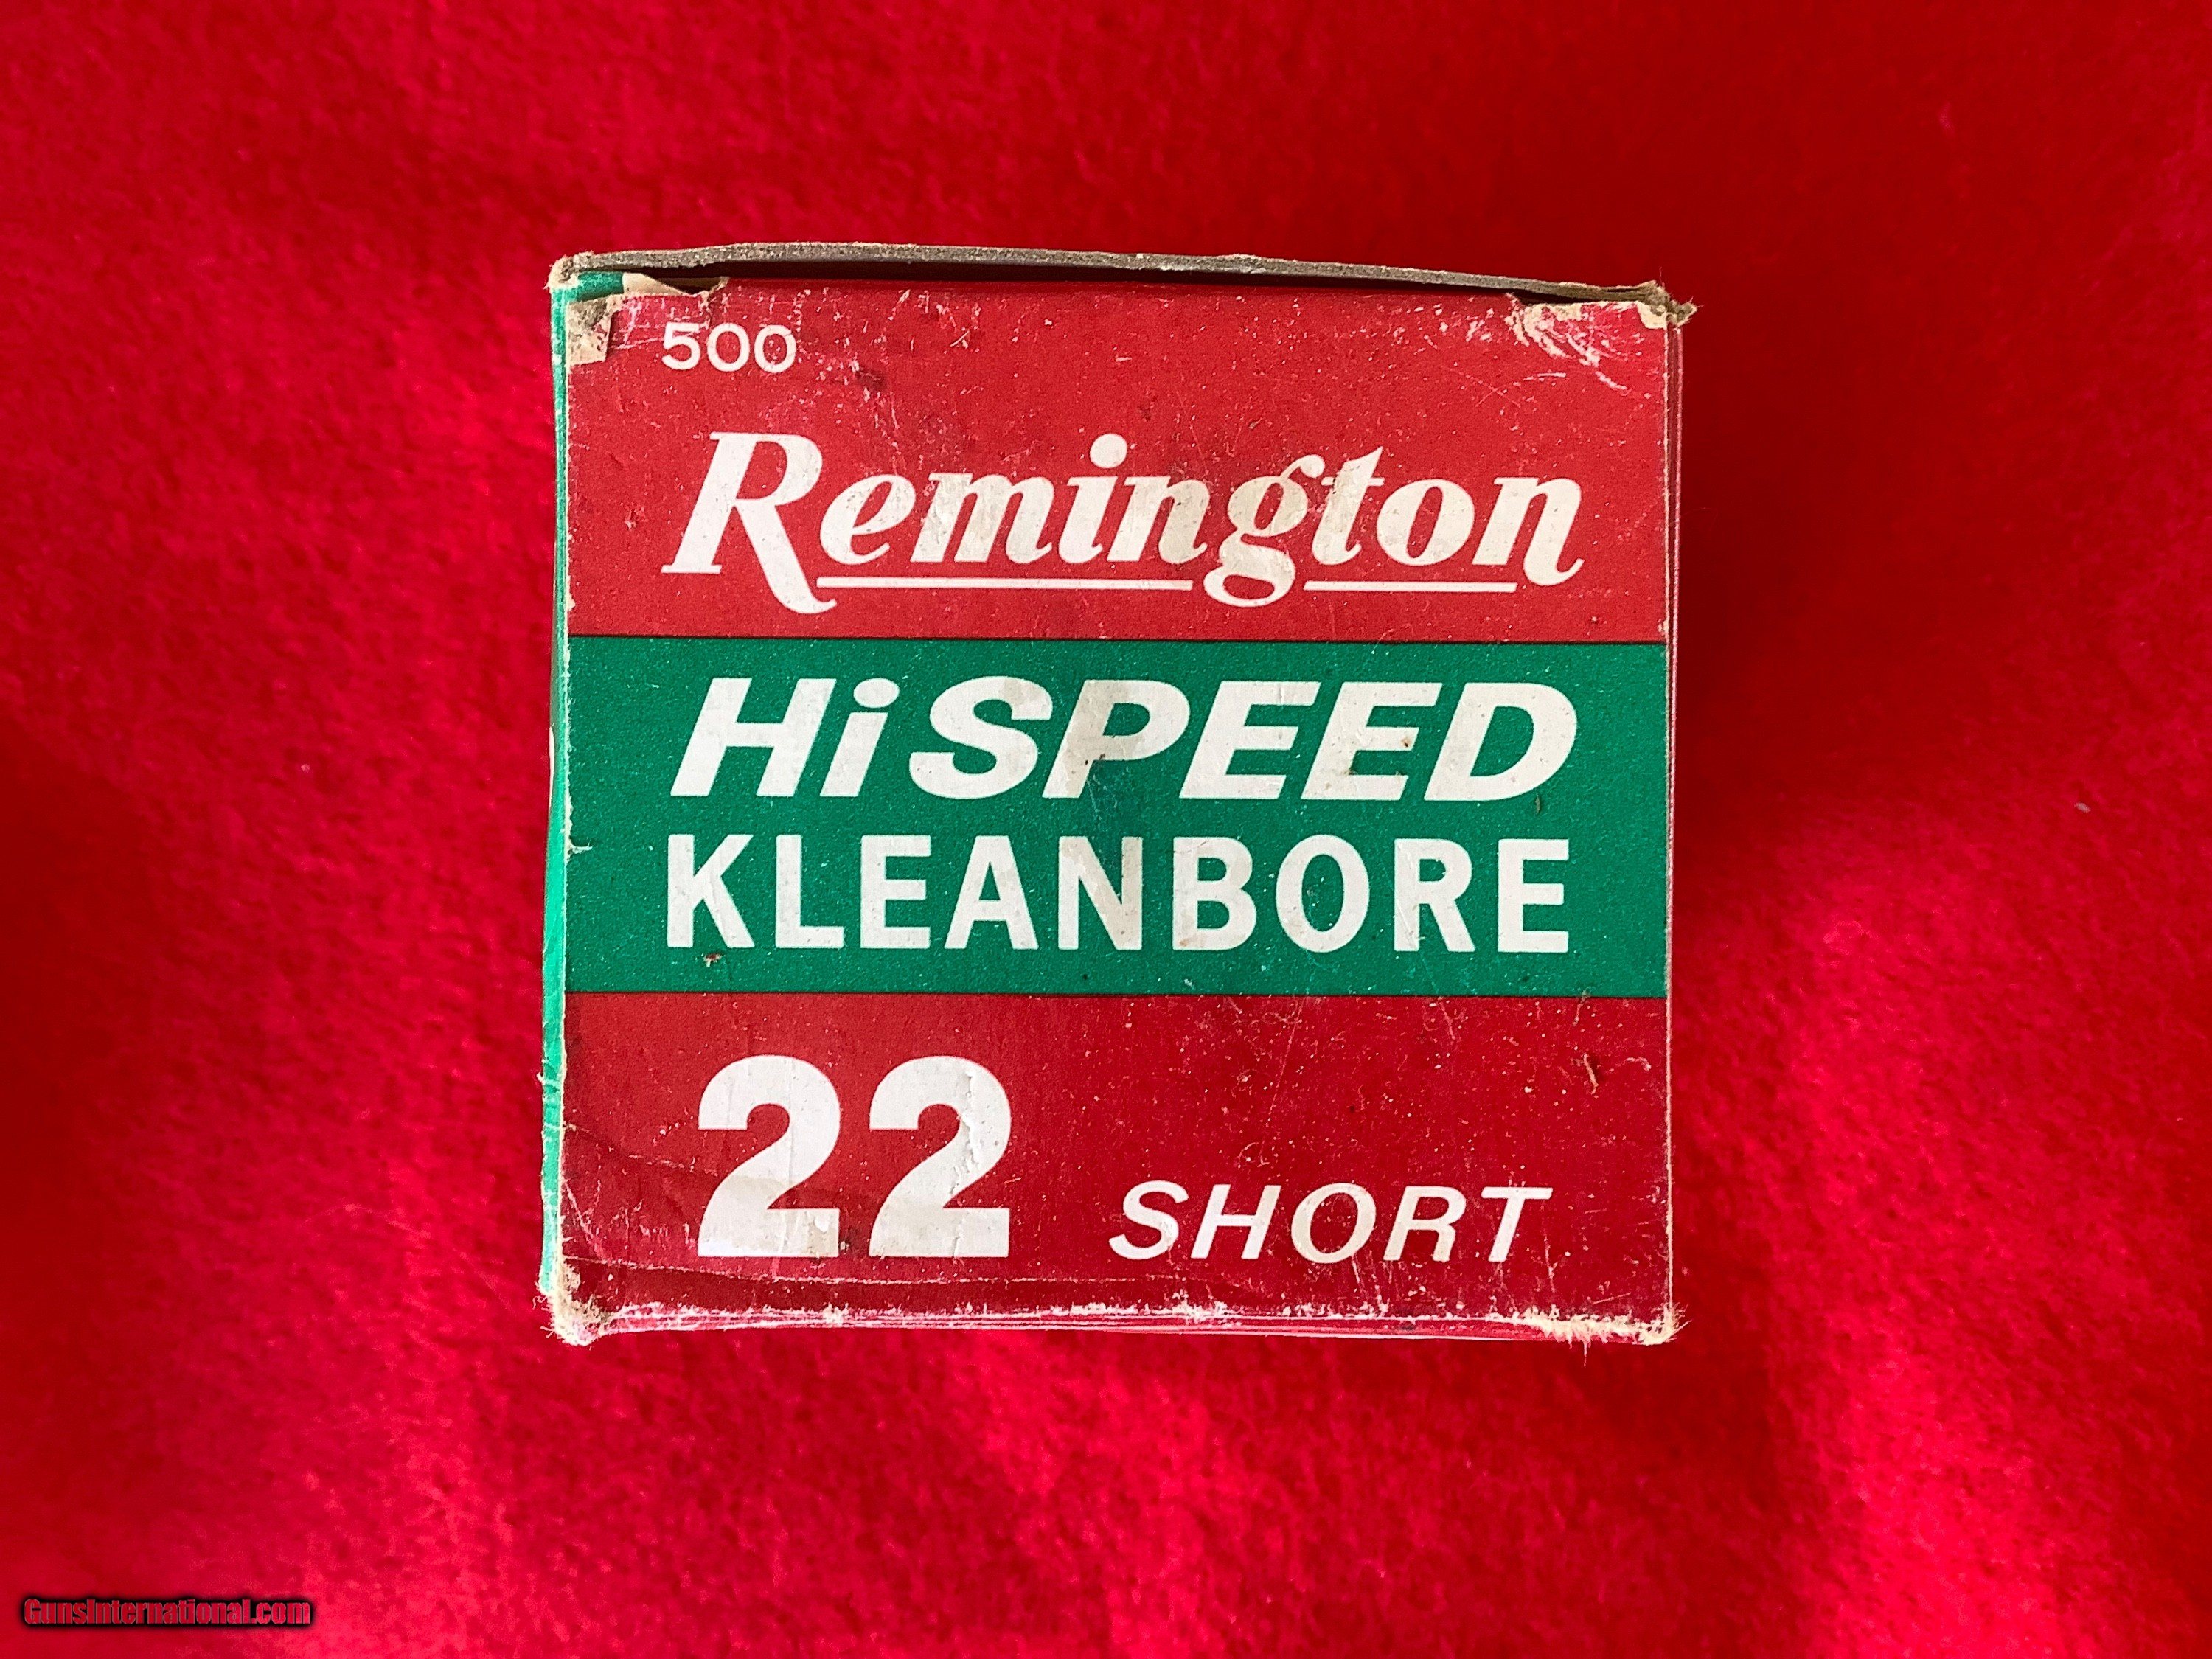 500
Remington
HiSPEED
KLEANBORE
22 SHORT
GunsInternational.com